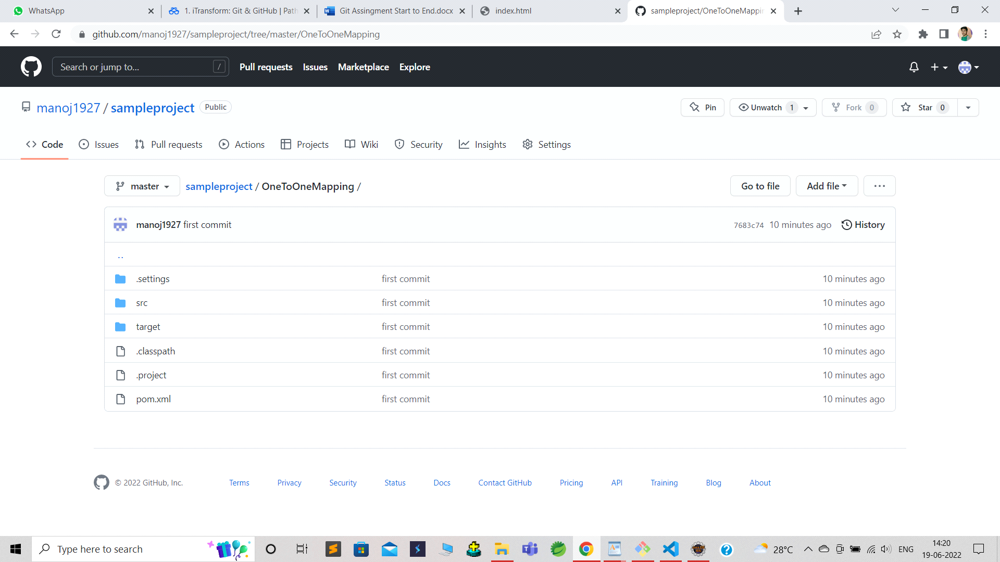 WhatsApp
1. iTransform: Git & GitHub | Path
Git Assingment Start to End.docx
index.html
sampleproject/OneToOneMappin
github.com/manoj1927/sampleproject/tree/master/OneToOneMapping
Search or jump to... /
Pull requests Issues Marketplace Explore
manoj1927 / sampleproject Public
Pin Unwatch 1 Fork 0 Star 0
Code Issues Pull requests Actions Projects Wiki Security Insights Settings
master sampleproject / OneToOneMapping / Go to file Add file ...
manoj1927 first commit 7683c74 10 minutes ago History
..
.settings first commit 10 minutes ago
src first commit 10 minutes ago
target first commit 10 minutes ago
.classpath first commit 10 minutes ago
.project first commit 10 minutes ago
pom.xml first commit 10 minutes ago
© 2022 GitHub, Inc. Terms Privacy Security Status Docs Contact GitHub Pricing API Training Blog About
Type here to search 28°C ENG 14:20
19-06-2022